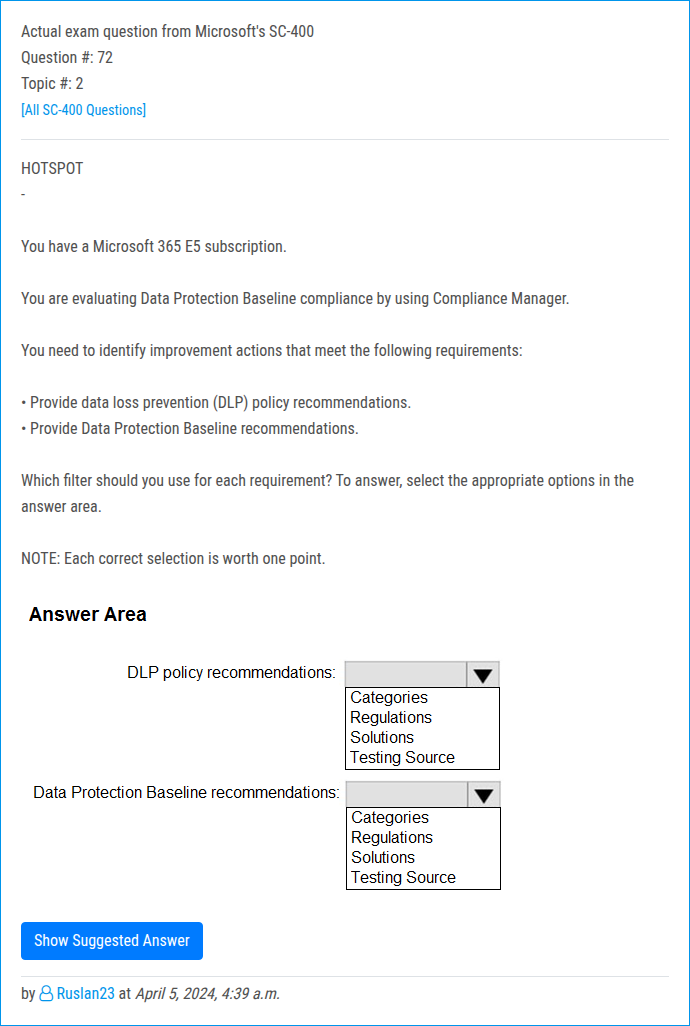 Actual exam question from Microsoft's SC-400
Question #: 72
Topic #: 2
[All SC-400 Questions]
HOTSPOT
-
You have a Microsoft 365 E5 subscription.
You are evaluating Data Protection Baseline compliance by using Compliance Manager.
You need to identify improvement actions that meet the following requirements:
• Provide data loss prevention (DLP) policy recommendations.
• Provide Data Protection Baseline recommendations.
Which filter should you use for each requirement? To answer, select the appropriate options in the
answer area.
NOTE: Each correct selection is worth one point.
Answer Area
DLP policy recommendations:
Categories
Regulations
Solutions
Testing Source
Data Protection Baseline recommendations:
Categories
Regulations
Solutions
Testing Source
Show Suggested Answer
by Ruslan23 at April 5, 2024, 4:39 a.m.